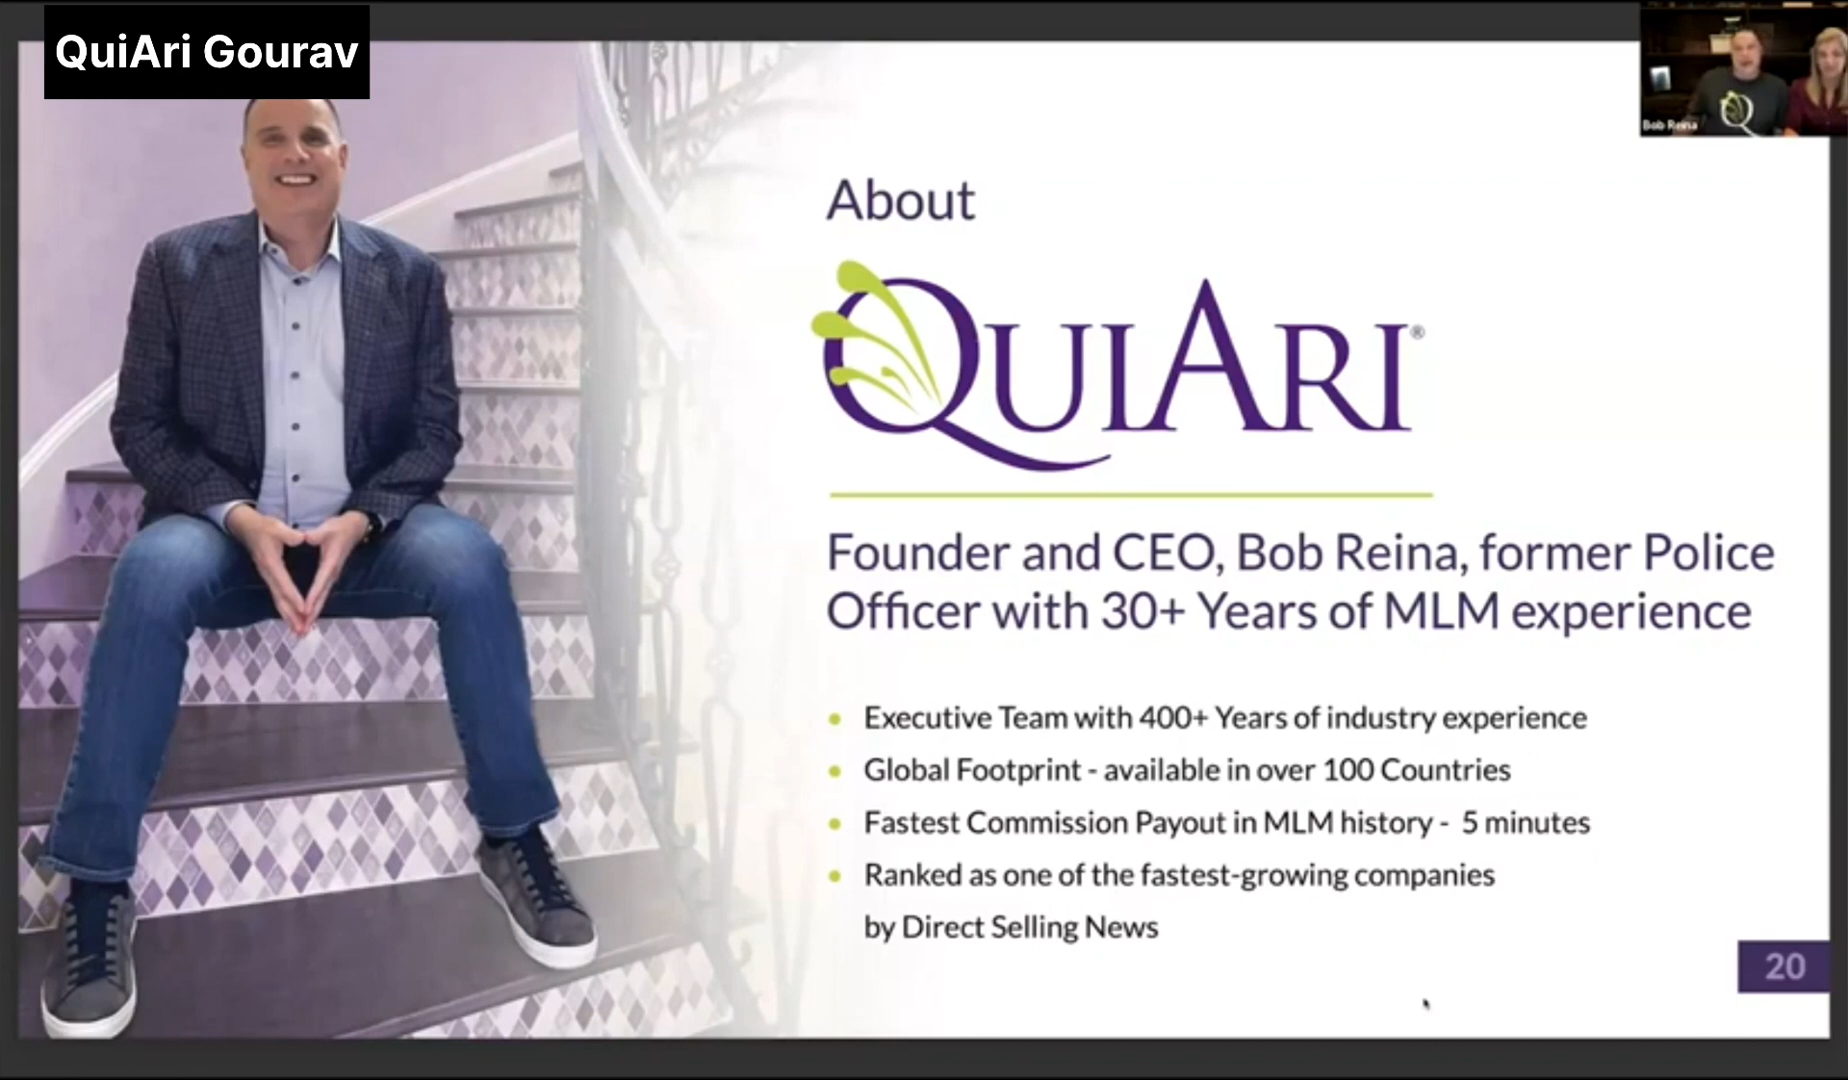 QuiAri Gourav
Bob Reina
About
QUIARI®
Founder and CEO, Bob Reina, former Police
Officer with 30+ Years of MLM experience
• Executive Team with 400+ Years of industry experience
• Global Footprint - available in over 100 Countries
• Fastest Commission Payout in MLM history - 5 minutes
• Ranked as one of the fastest-growing companies
by Direct Selling News
20